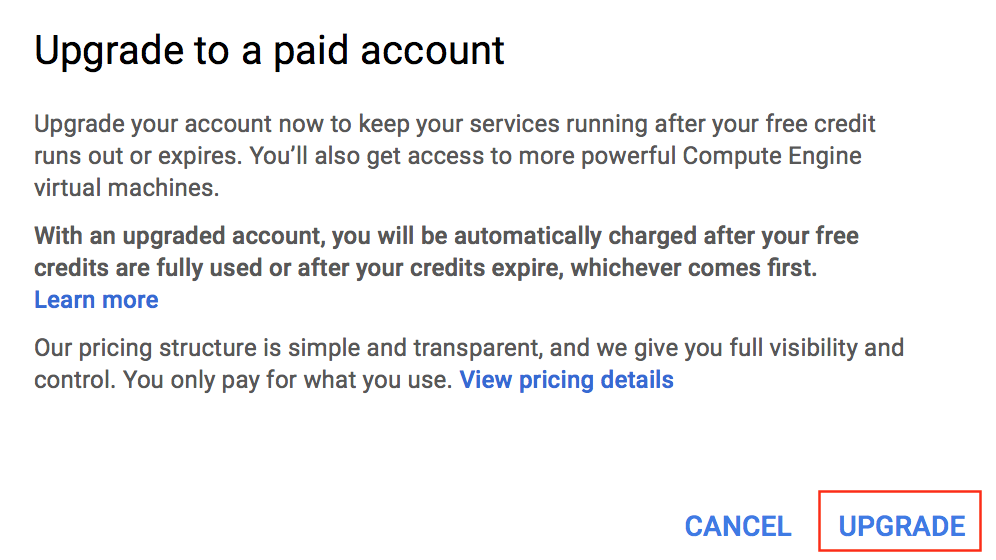 Upgrade to a paid account
Upgrade your account now to keep your services running after your free credit
runs out or expires. You’ll also get access to more powerful Compute Engine
virtual machines.
With an upgraded account, you will be automatically charged after your free
credits are fully used or after your credits expire, whichever comes first.
Learn more
Our pricing structure is simple and transparent, and we give you full visibility and
control. You only pay for what you use. View pricing details
CANCEL UPGRADE